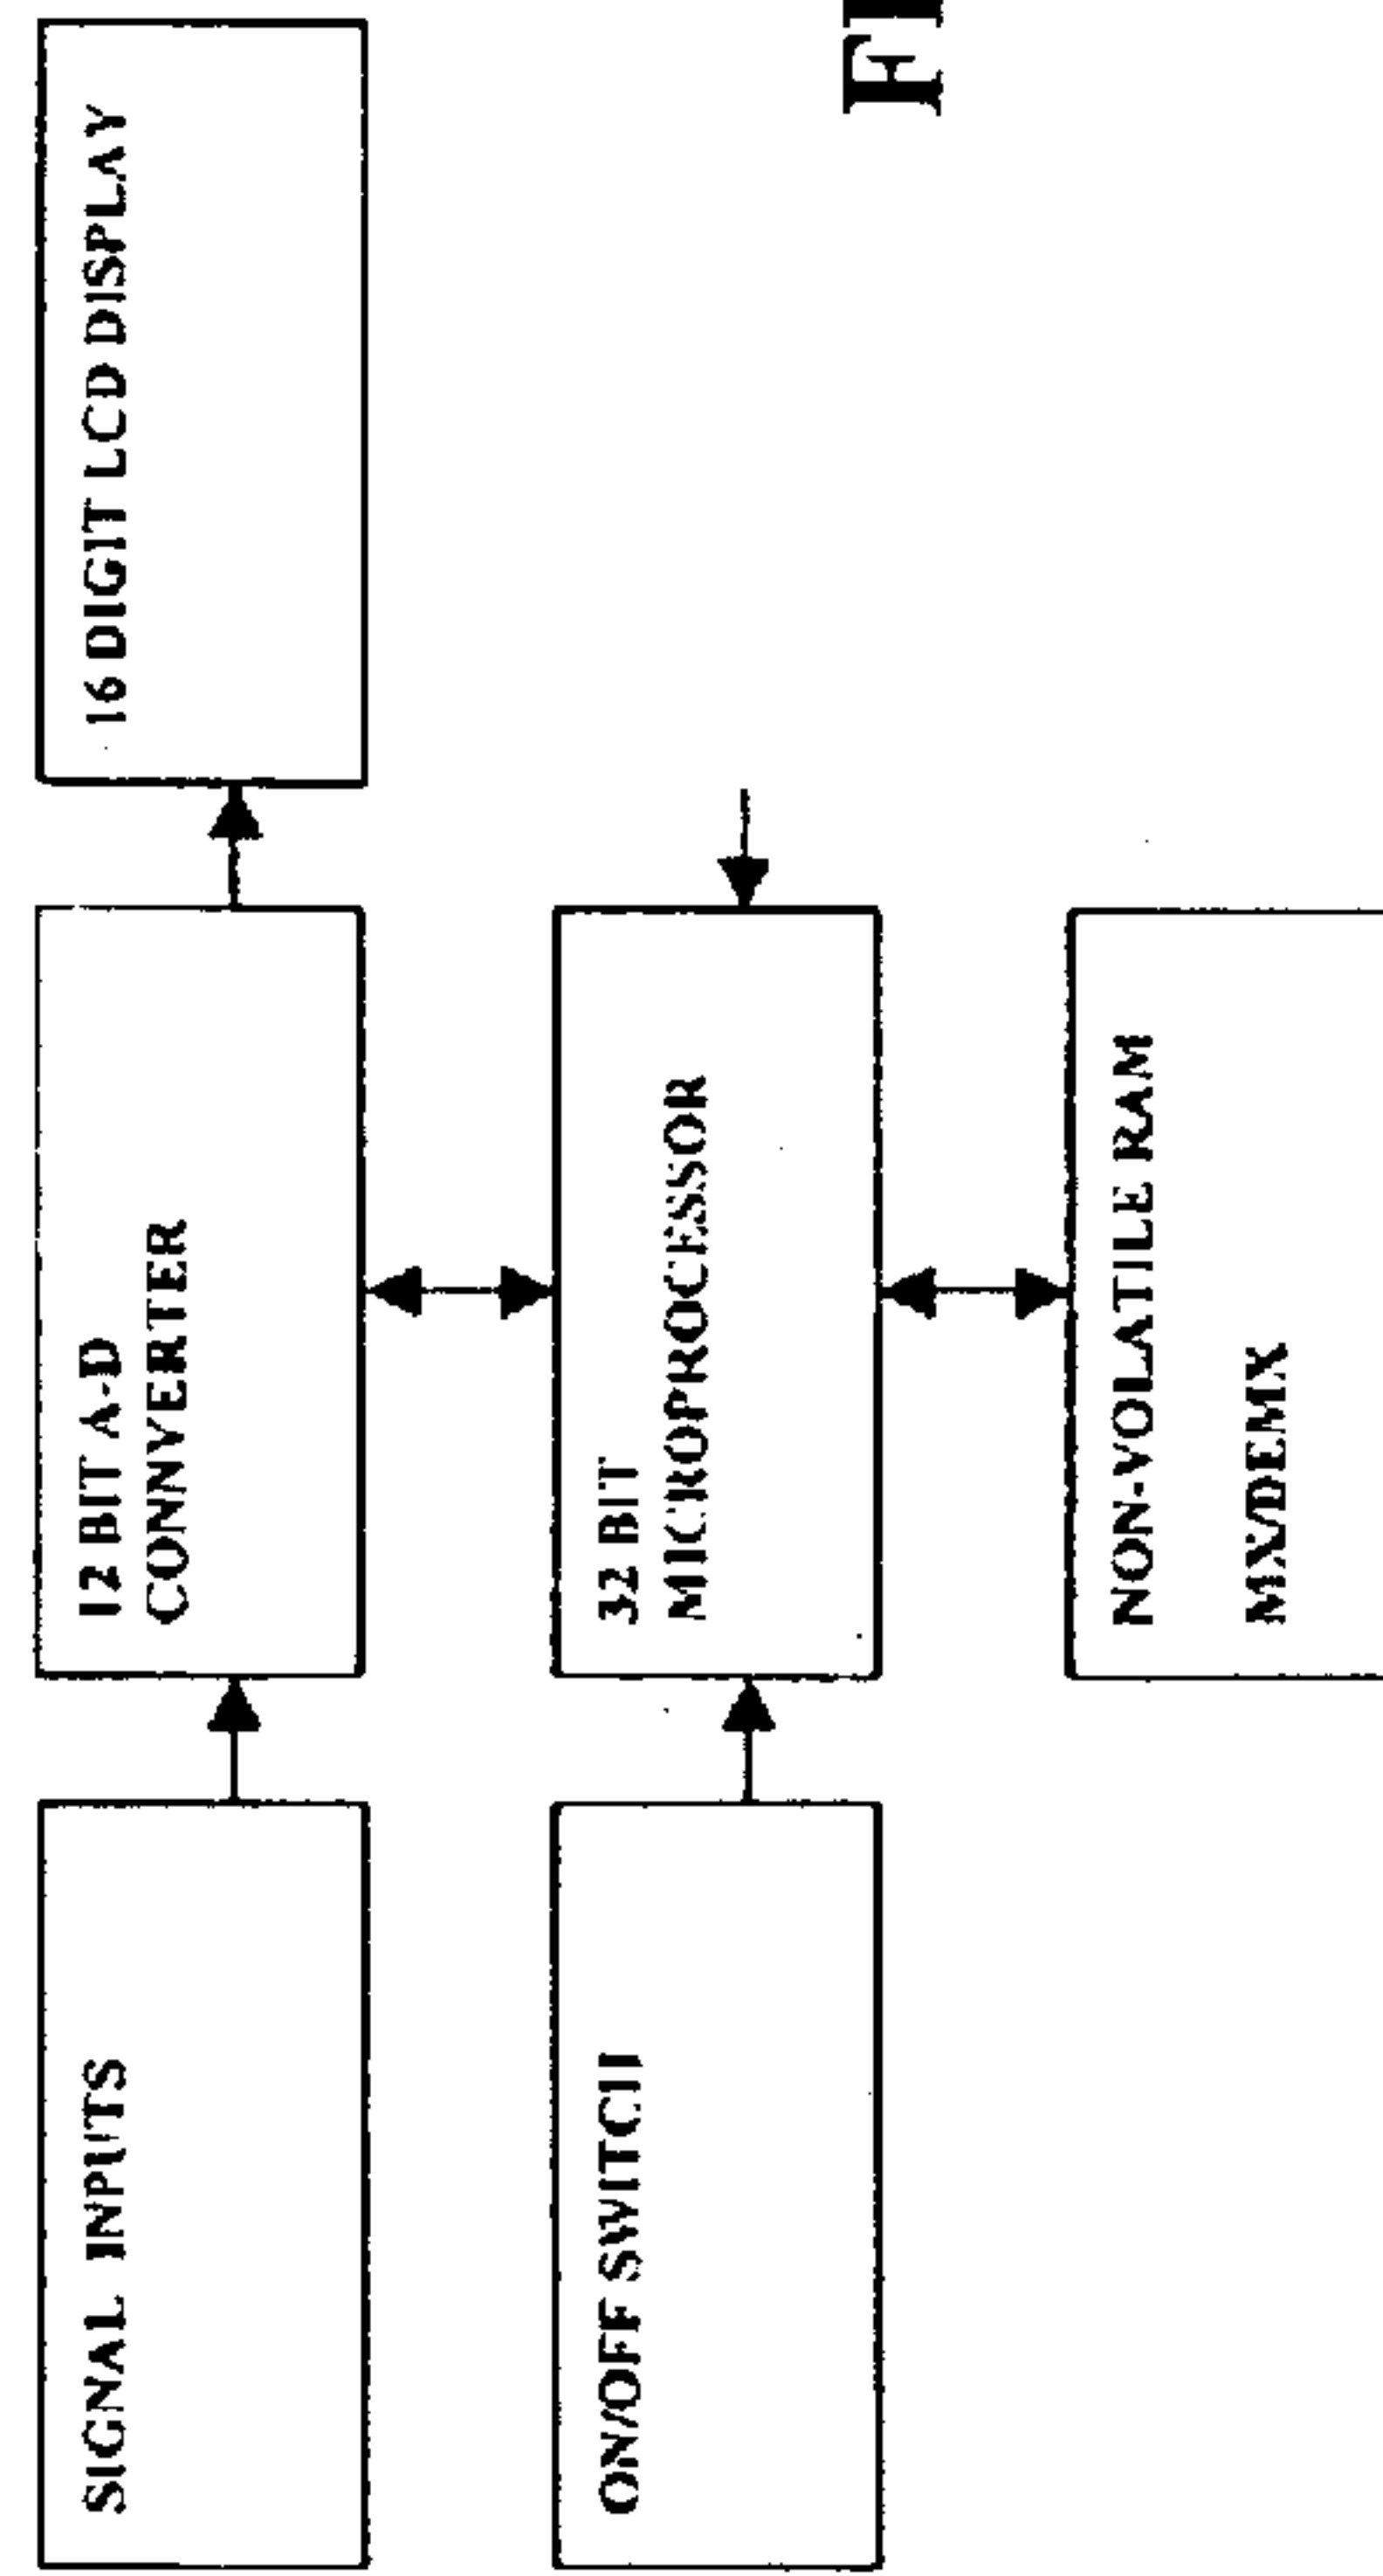 SIGNAL INPUTS
12 BIT A-D
CONVERTER
16 DIGIT LCD DISPLAY
ON/OFF SWITCH
32 BIT
MICROPROCESSOR
NON-VOLATILE RAM
MX/DEMX